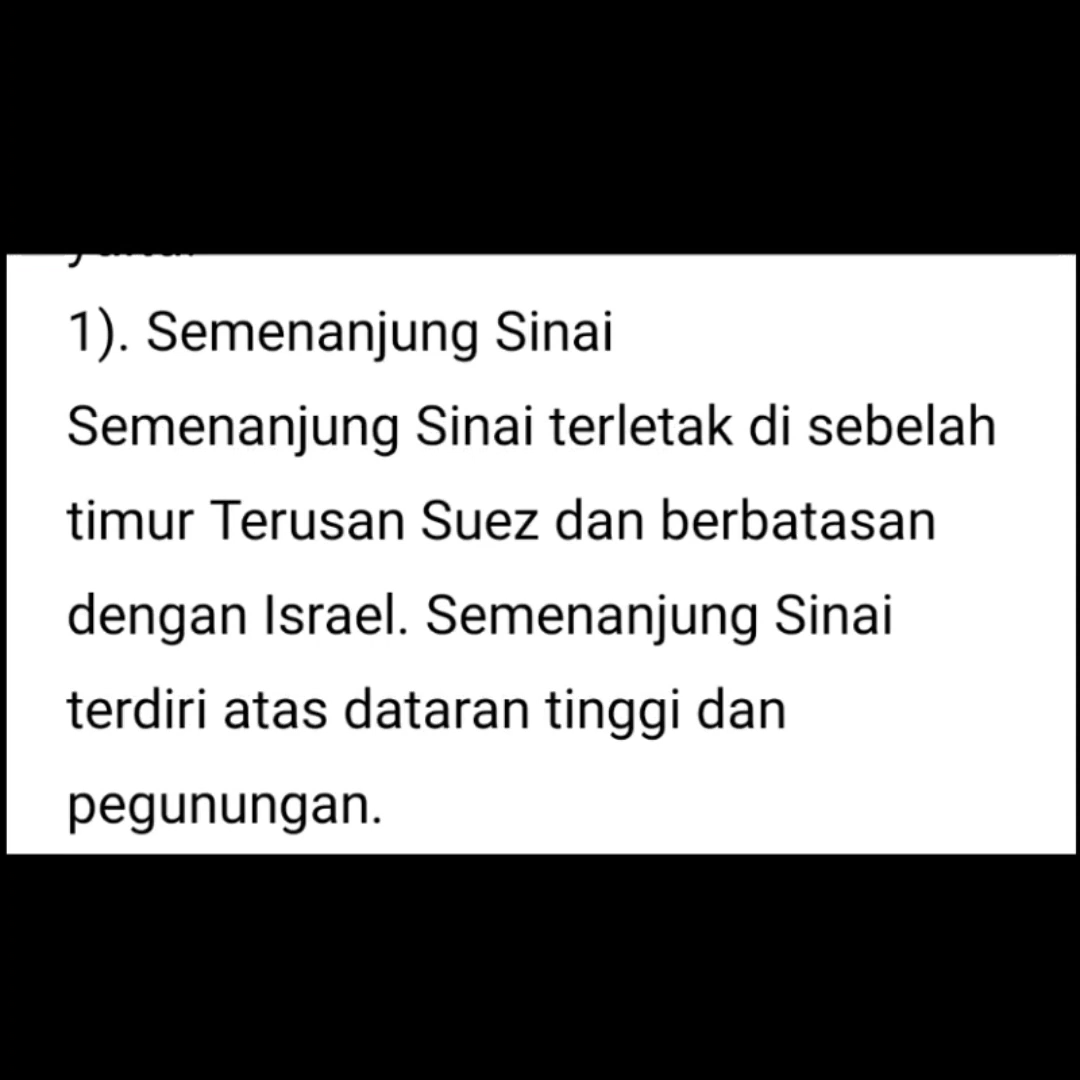 1). Semenanjung Sinai
Semenanjung Sinai terletak di sebelah
timur Terusan Suez dan berbatasan
dengan Israel. Semenanjung Sinai
terdiri atas dataran tinggi dan
pegunungan.